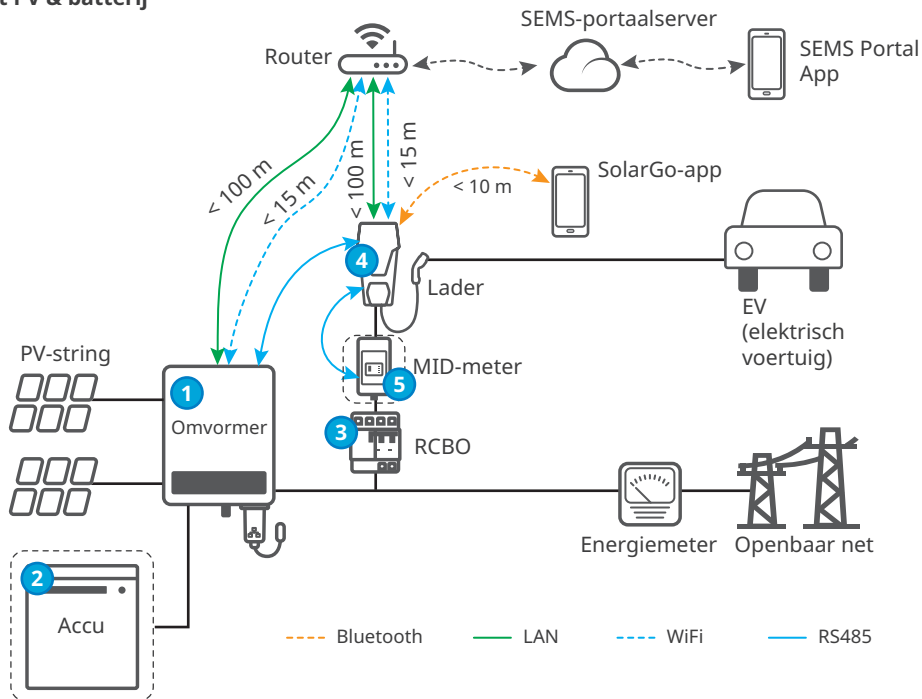 t PV & batterij
SEMS-portaalserver
Router
SEMS Portal
App
< 100 m
< 15 m
< 100 m
< 15 m
< 10 m
SolarGo-app
4
Lader
EV
(elektrisch
voertuig)
PV-string
MID-meter
1
5
Omvormer
3
RCBO
Energiemeter
Openbaar net
2
Accu
Bluetooth
LAN
WiFi
RS485